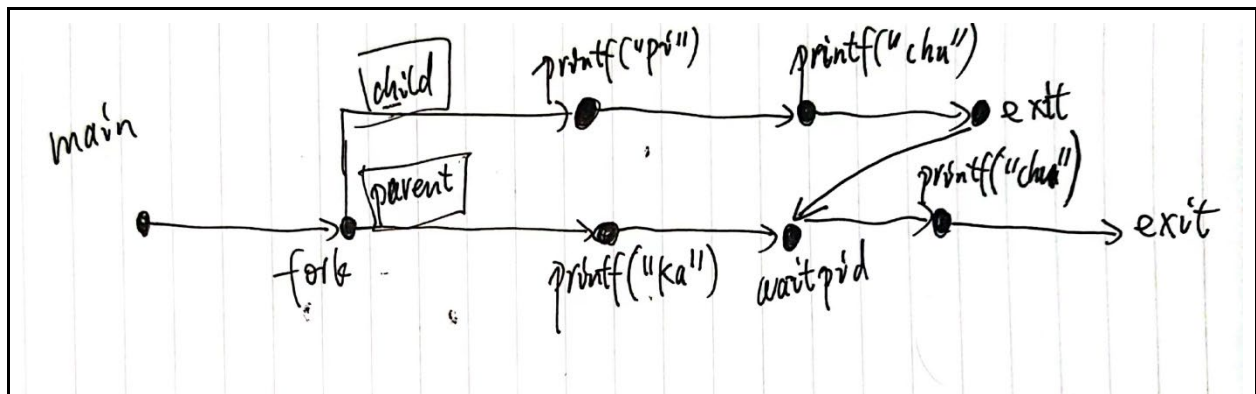 main
child
printf("pi")
printf("chu")
exit
parent
printf("chu")
fork
printf("ka")
waitpid
exit